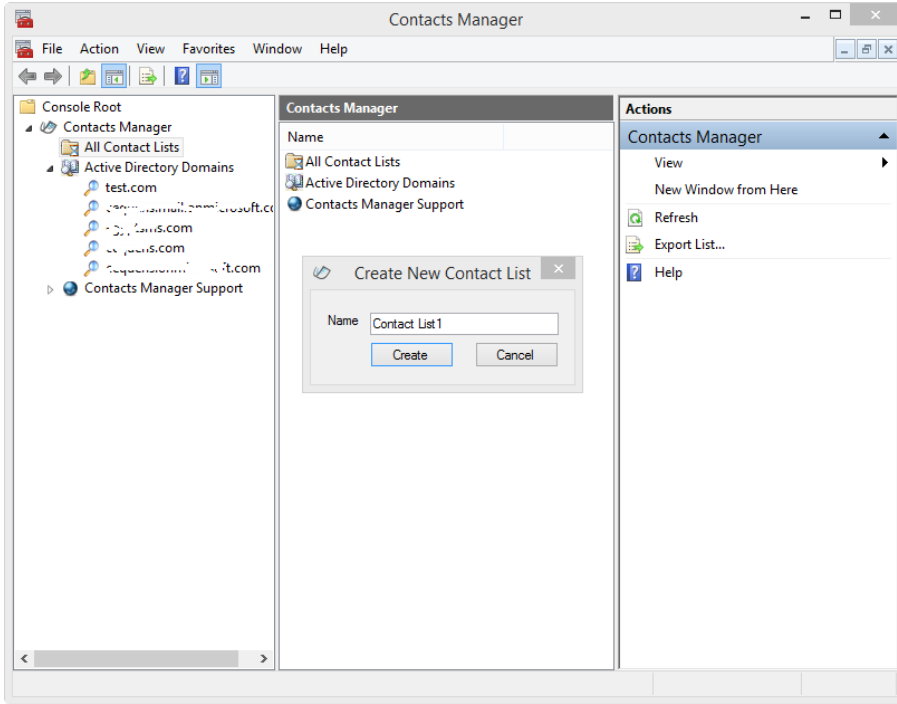 Contacts Manager
File Action View Favorites Window Help
Console Root
Contacts Manager
All Contact Lists
Active Directory Domains
test.com
.com
.com
Contacts Manager Support
Contacts Manager
Name
All Contact Lists
Active Directory Domains
Contacts Manager Support
Create New Contact List
Name Contact List1
Create Cancel
Actions
Contacts Manager
View
New Window from Here
Refresh
Export List...
Help